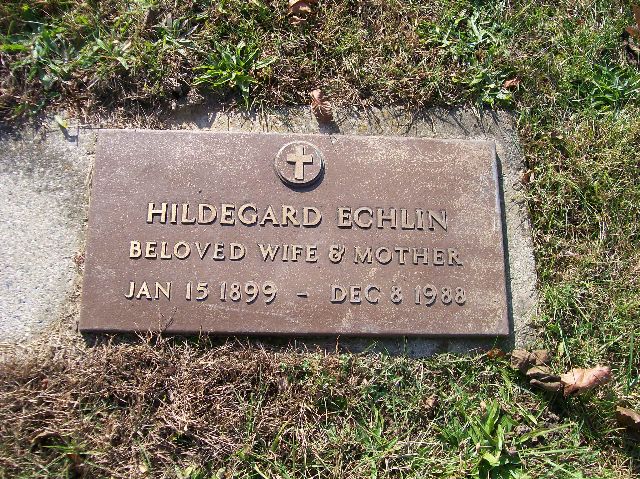 HILDEGARD ECHLIN
BELOVED WIFE & MOTHER
JAN 15 1899 - DEC 8 1988